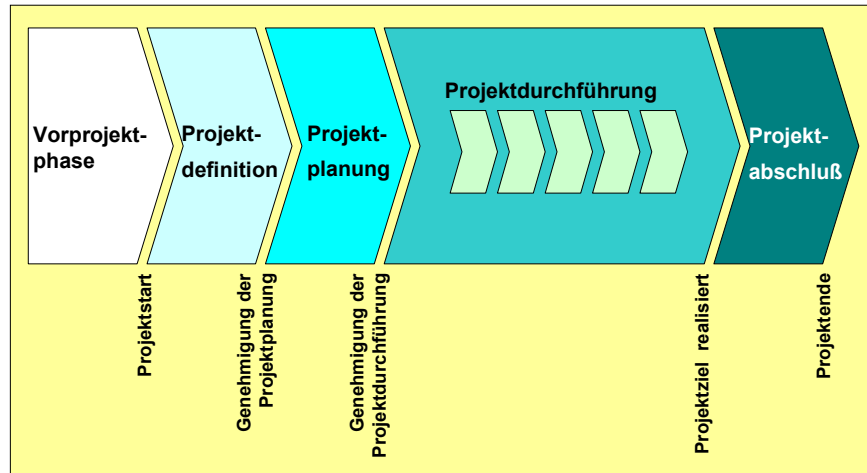 Vorprojekt-
phase
Projekt-
definition
Projekt-
planung
Projektdurchführung
Projekt-
abschluß
Projektstart
Genehmigung der
Projektplanung
Genehmigung der
Projektdurchführung
Projektziel realisiert
Projektende